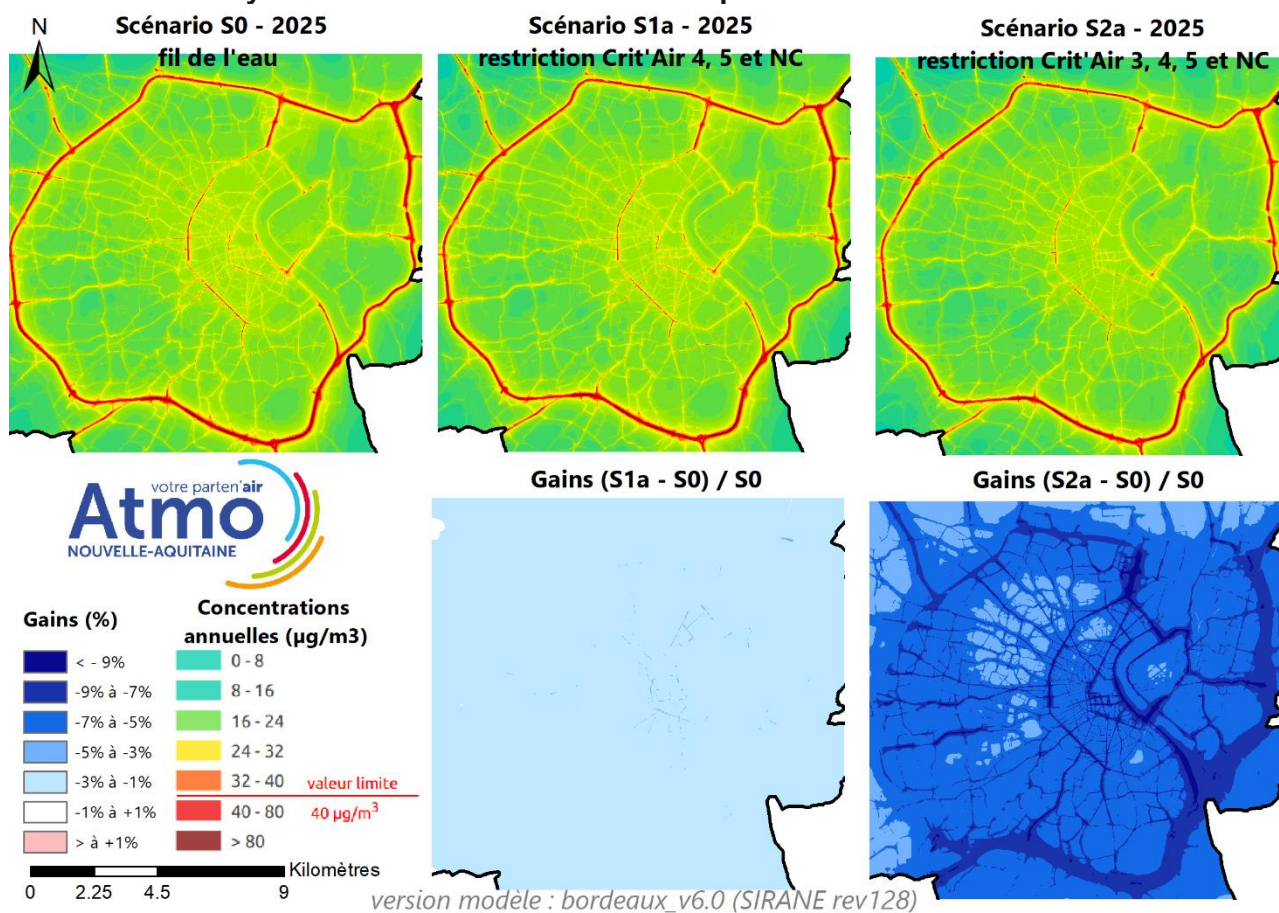 Scénario S0 - 2025
fil de l'eau
Scénario S1a - 2025
restriction Crit'Air 4, 5 et NC
Scénario S2a - 2025
restriction Crit'Air 3, 4, 5 et NC
N
votre parten'air
Atmo
NOUVELLE-AQUITAINE
Gains (S1a - S0) / S0
Gains (S2a - S0) / S0
Gains (%)
< - 9%
-9% à -7%
-7% à -5%
-5% à -3%
-3% à -1%
-1% à +1%
> à +1%
Concentrations
annuelles (µg/m3)
0 - 8
8 - 16
16 - 24
24 - 32
32 - 40
40 - 80
> 80
valeur limite
40 µg/m³
Kilomètres
0 2.25 4.5 9
version modèle : bordeaux_v6.0 (SIRANE rev128)